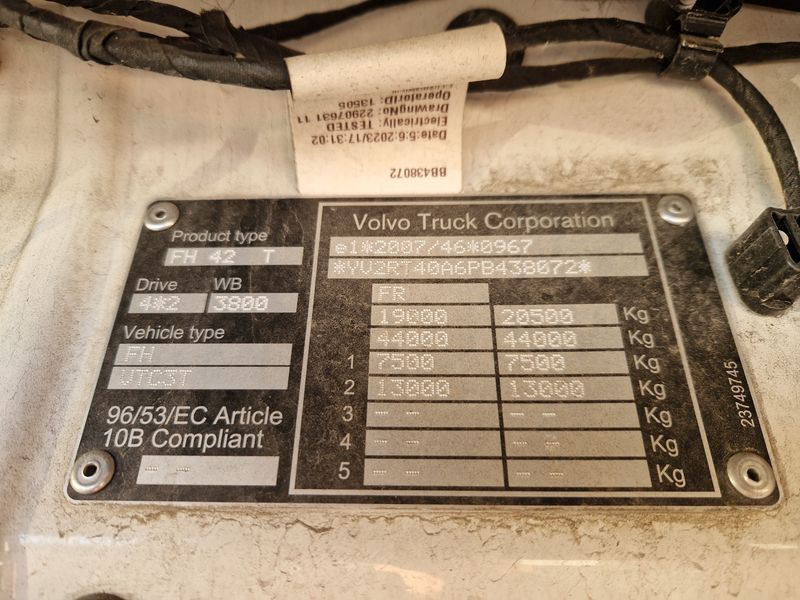 BB438072
Date:5:6:2023/17:31:02
Electrically: TESTED
DrawingNo: 22907631 11
OperatorID: 13505
Product type
FH 42 T
Drive WB
4*2 3800
Vehicle type
FH
VTC3T
96/53/EC Article
10B Compliant
-- --
Volvo Truck Corporation
e1*2007/46*0967
*YV2RT40A6PB438072*
FR
19000 20500 Kg
44000 44000 Kg
1 7500 7500 Kg
2 13000 13000 Kg
3 -- -- -- -- Kg
4 -- -- -- -- Kg
5 -- -- -- -- Kg
23749745